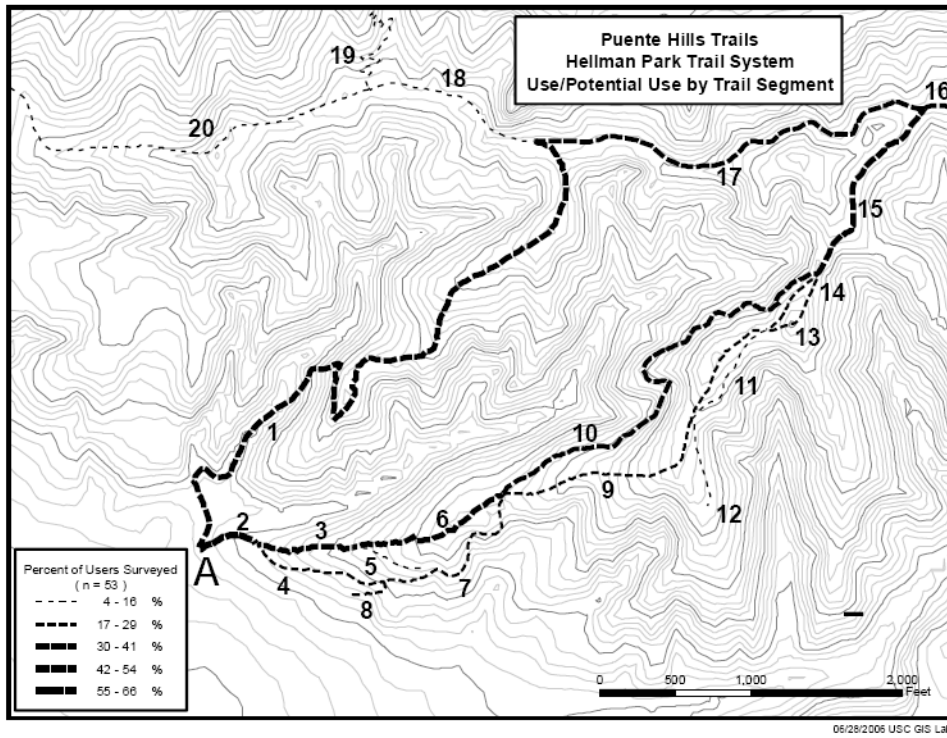 Puente Hills Trails
Hellman Park Trail System
Use/Potential Use by Trail Segment
19
18
16
20
17
15
14
13
11
1
10
9
12
6
2
3
5
A
4
7
8
Percent of Users Surveyed
( n = 53)
4 - 16 %
17 - 29 %
30 - 41 %
42 - 54 %
55 - 66 %
0 500 1,000 2,000
Feet
06/28/2006 USC GIS La